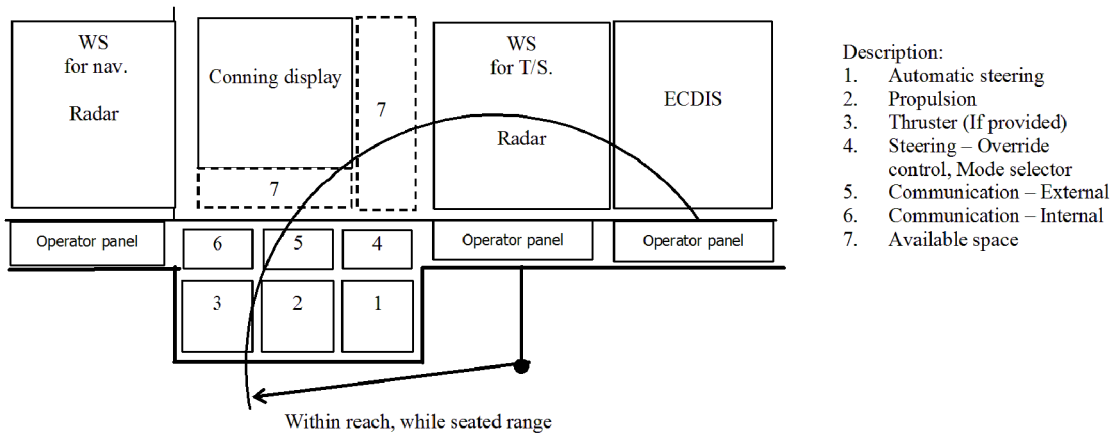 WS
for nav.
Radar
Conning display
7
7
WS
for T/S.
Radar
ECDIS
Operator panel
6
5
4
Operator panel
Operator panel
3
2
1
Within reach, while seated range
Description:
1. Automatic steering
2. Propulsion
3. Thruster (If provided)
4. Steering – Override
control, Mode selector
5. Communication – External
6. Communication – Internal
7. Available space